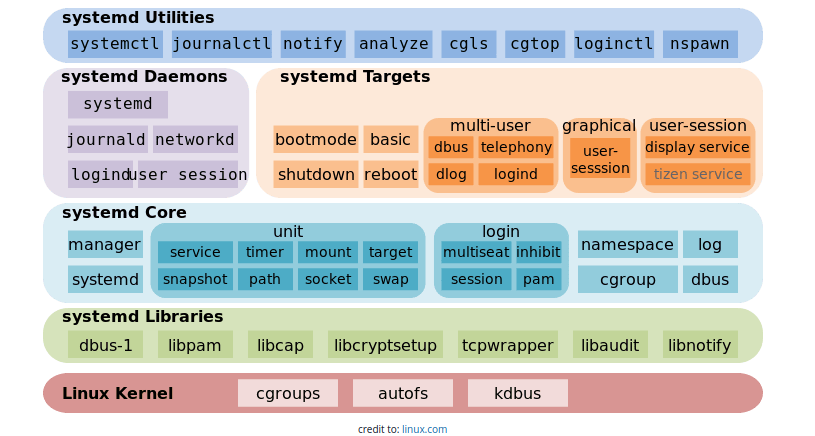 systemd Utilities
systemctl journalctl notify analyze cgls cgtop loginctl nspawn
systemd Daemons
systemd
journald networkd
logind user session
systemd Targets
bootmode basic
shutdown reboot
multi-user
dbus telephony
dlog logind
graphical
user-
sesssion
user-session
display service
tizen service
systemd Core
manager
systemd
unit
service timer mount target
snapshot path socket swap
login
multiseat inhibit
session pam
namespace log
cgroup dbus
systemd Libraries
dbus-1 libpam libcap libcryptsetup tcpwrapper libaudit libnotify
Linux Kernel cgroups autofs kdbus
credit to: linux.com